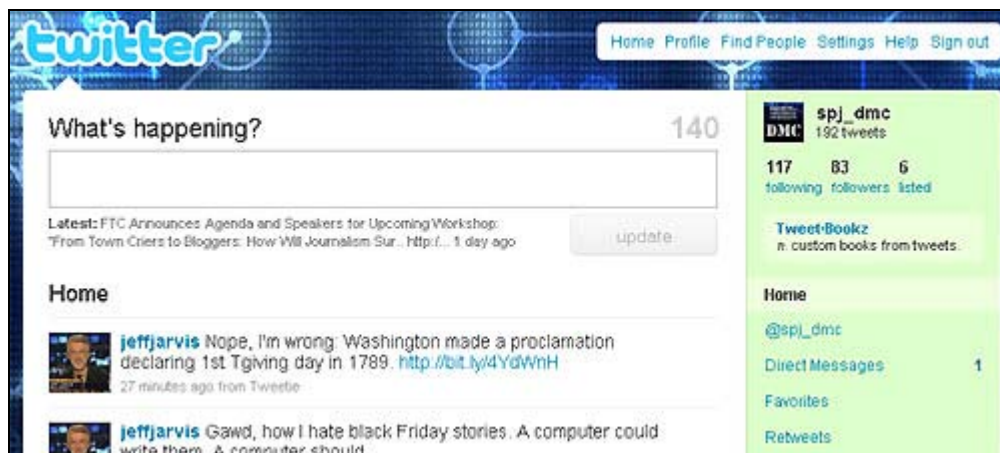 twitter
Home Profile Find People Settings Help Sign out
What's happening?
140
Latest: FTC Announces Agenda and Speakers for Upcoming Workshop:
"From Town Criers to Bloggers: How Will Journalism Sur... http:/... 1 day ago
update
Home
jeffjarvis Nope, I'm wrong: Washington made a proclamation
declaring 1st Tgiving day in 1789. http://bit.ly/4YdWnH
27 minutes ago from Tweetie
jeffjarvis Gawd, how I hate black Friday stories. A computer could
write them. A computer should.
DMC
spj_dmc
192 tweets
117 83 6
following followers listed
Tweet·Bookz
n. custom books from tweets.
Home
@spj_dmc
Direct Messages 1
Favorites
Retweets